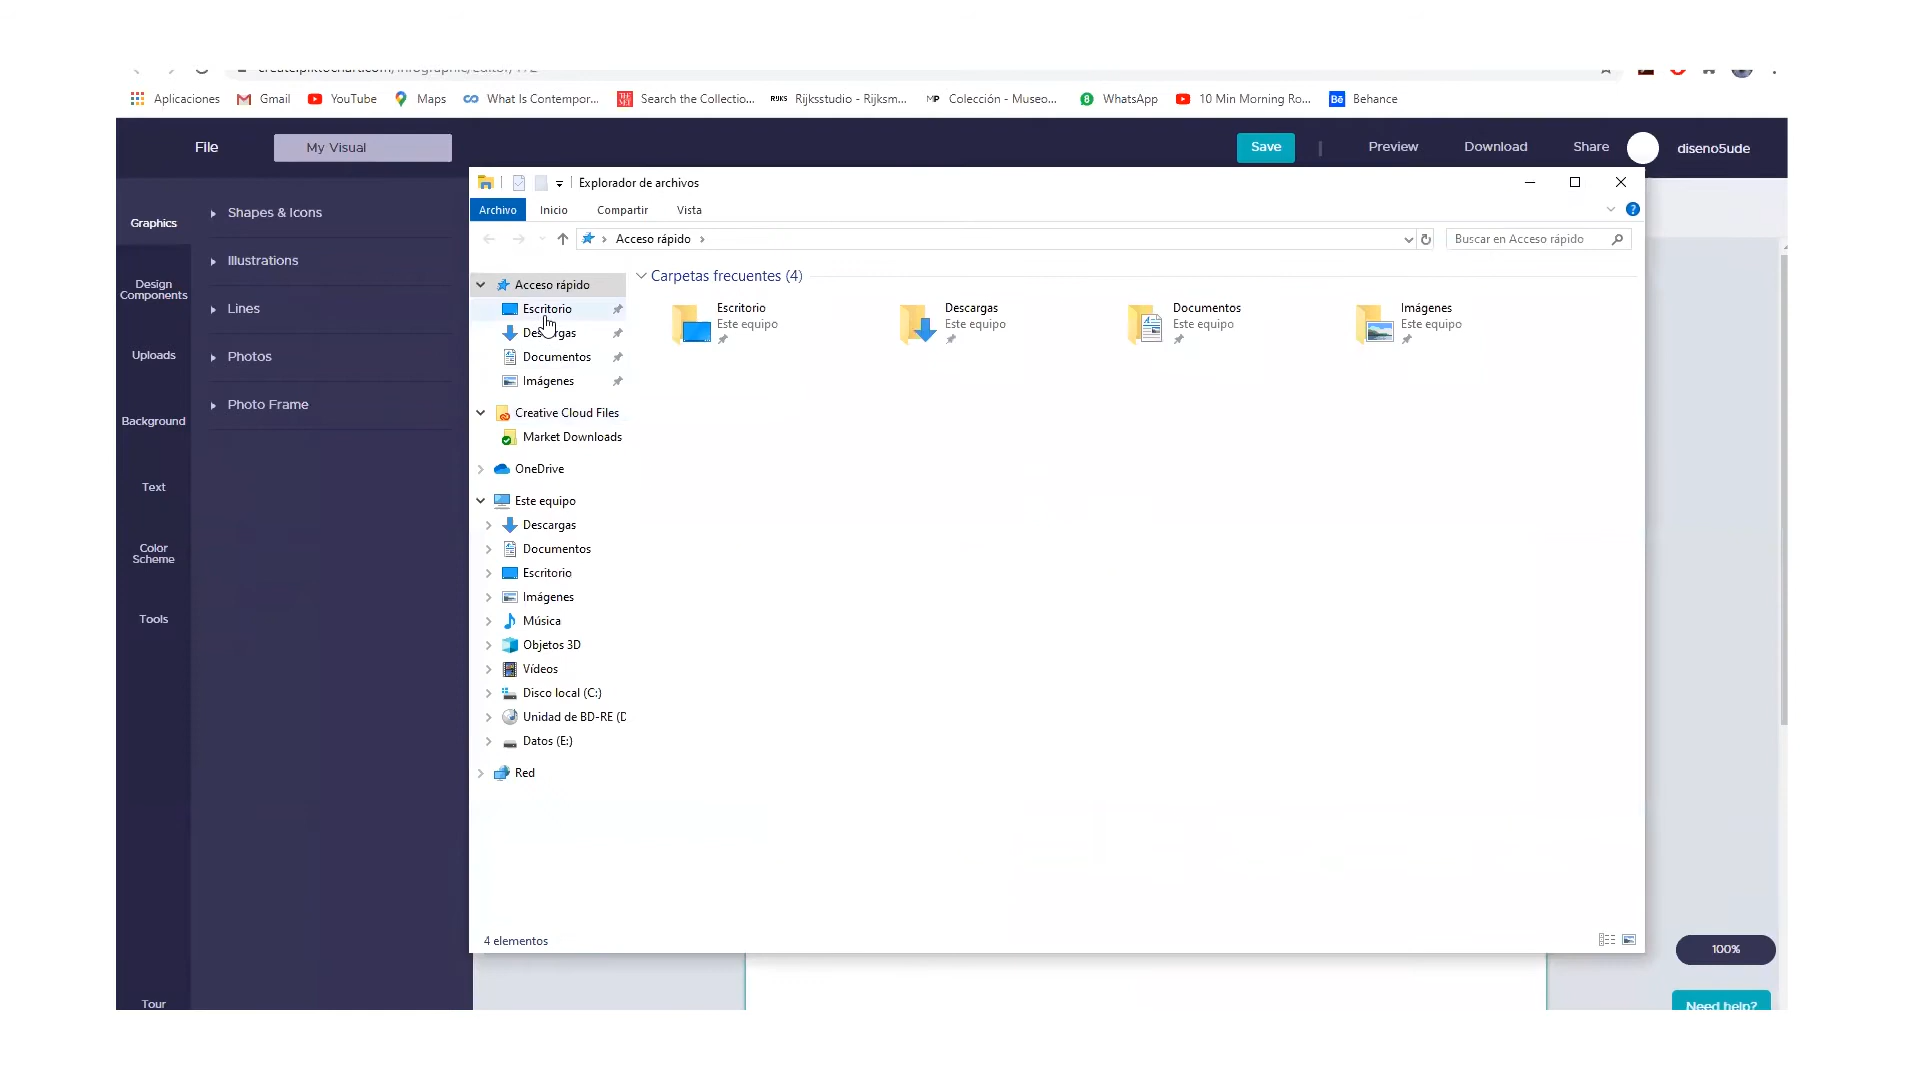 Aplicaciones
Gmail
YouTube
Maps
What Is Contempor...
Search the Collectio...
Rijksstudio - Rijksm...
Colección - Museo...
WhatsApp
10 Min Morning Ro...
Behance
File
My Visual
Save
Preview
Download
Share
diseno5ude
Graphics
Design
Components
Uploads
Background
Text
Color
Scheme
Tools
Tour
Shapes & Icons
Illustrations
Lines
Photos
Photo Frame
Explorador de archivos
Archivo
Inicio
Compartir
Vista
Acceso rápido
Buscar en Acceso rápido
Acceso rápido
Escritorio
Descargas
Documentos
Imágenes
Creative Cloud Files
Market Downloads
OneDrive
Este equipo
Descargas
Documentos
Escritorio
Imágenes
Música
Objetos 3D
Vídeos
Disco local (C:)
Unidad de BD-RE (D
Datos (E:)
Red
Carpetas frecuentes (4)
Escritorio
Este equipo
Descargas
Este equipo
Documentos
Este equipo
Imágenes
Este equipo
4 elementos
100%
Need help?